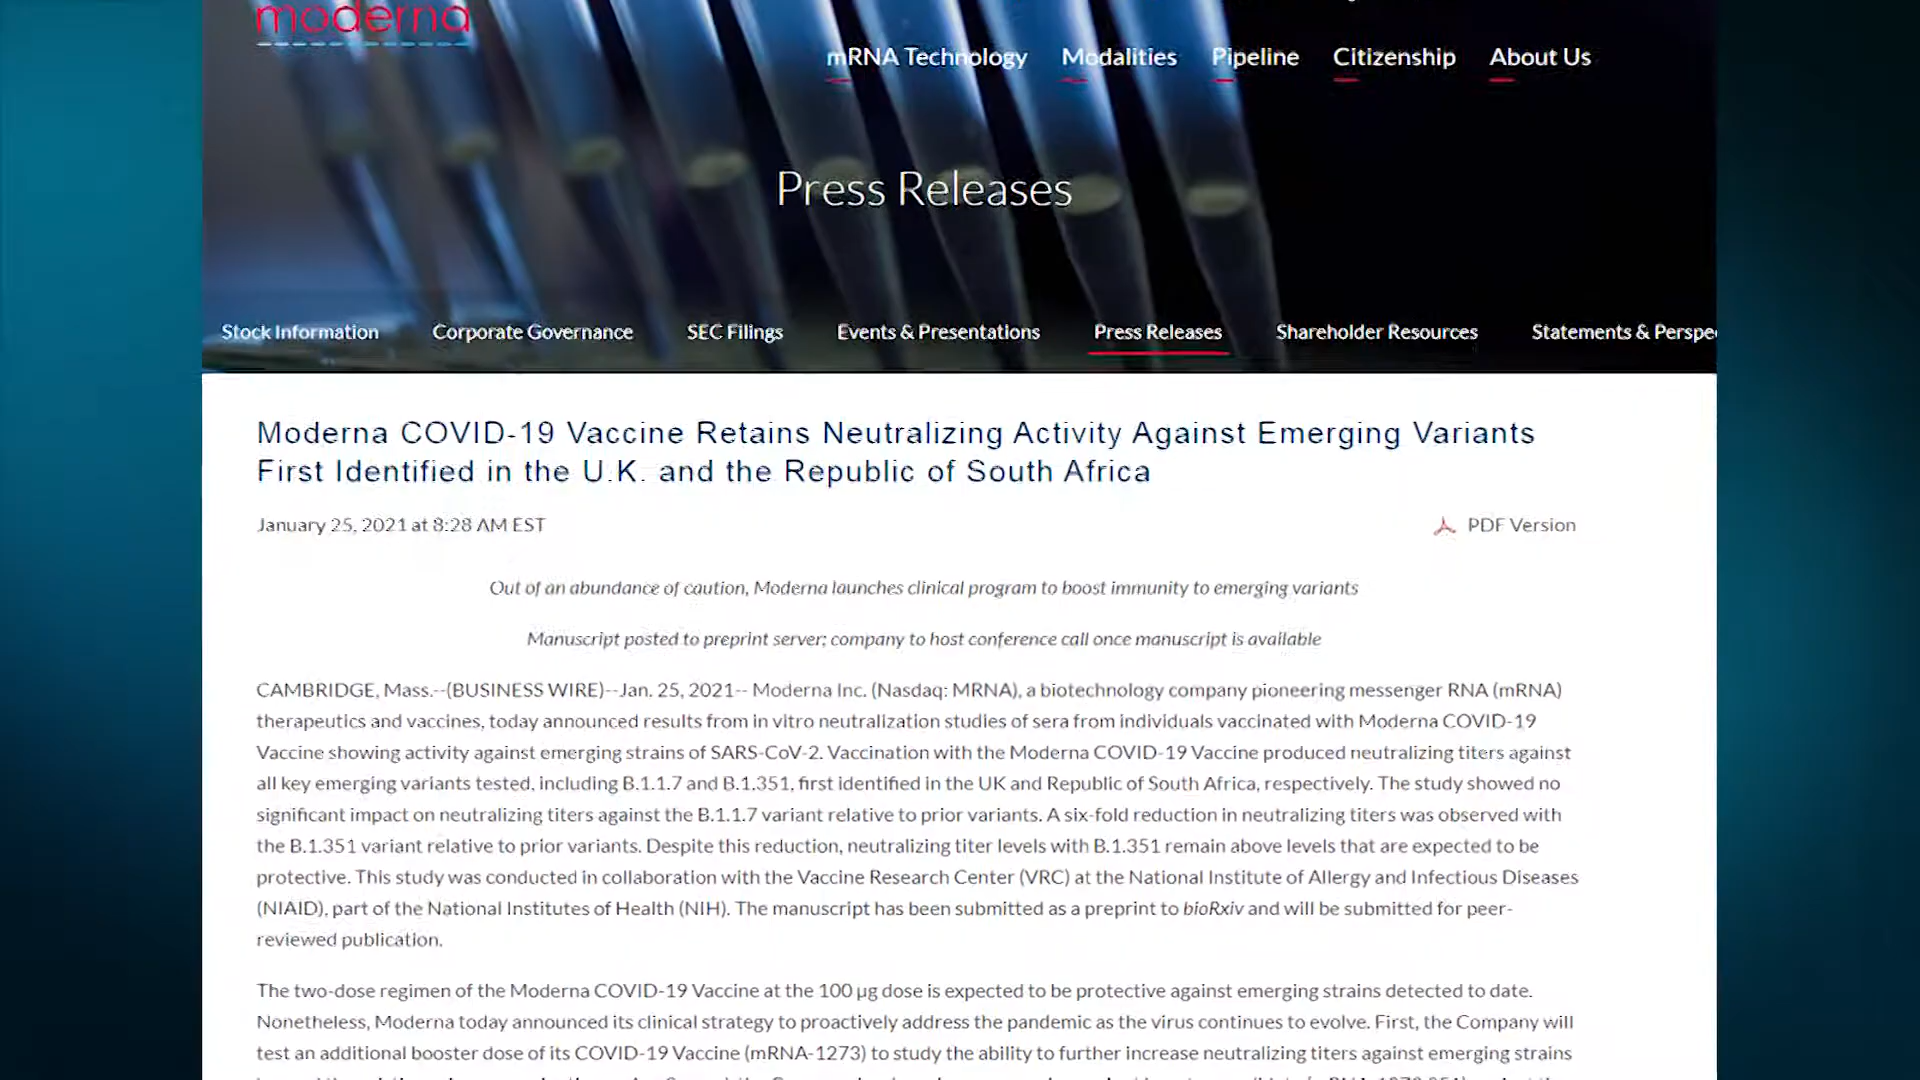 moderna
mRNA Technology Modalities Pipeline Citizenship About Us
Press Releases
Stock Information Corporate Governance SEC Filings Events & Presentations Press Releases Shareholder Resources Statements & Perspe
Moderna COVID-19 Vaccine Retains Neutralizing Activity Against Emerging Variants
First Identified in the U.K. and the Republic of South Africa
January 25, 2021 at 8:28 AM EST
PDF Version
Out of an abundance of caution, Moderna launches clinical program to boost immunity to emerging variants
Manuscript posted to preprint server; company to host conference call once manuscript is available
CAMBRIDGE, Mass.--(BUSINESS WIRE)--Jan. 25, 2021-- Moderna Inc. (Nasdaq: MRNA), a biotechnology company pioneering messenger RNA (mRNA)
therapeutics and vaccines, today announced results from in vitro neutralization studies of sera from individuals vaccinated with Moderna COVID-19
Vaccine showing activity against emerging strains of SARS-CoV-2. Vaccination with the Moderna COVID-19 Vaccine produced neutralizing titers against
all key emerging variants tested, including B.1.1.7 and B.1.351, first identified in the UK and Republic of South Africa, respectively. The study showed no
significant impact on neutralizing titers against the B.1.1.7 variant relative to prior variants. A six-fold reduction in neutralizing titers was observed with
the B.1.351 variant relative to prior variants. Despite this reduction, neutralizing titer levels with B.1.351 remain above levels that are expected to be
protective. This study was conducted in collaboration with the Vaccine Research Center (VRC) at the National Institute of Allergy and Infectious Diseases
(NIAID), part of the National Institutes of Health (NIH). The manuscript has been submitted as a preprint to bioRxiv and will be submitted for peer-
reviewed publication.
The two-dose regimen of the Moderna COVID-19 Vaccine at the 100 µg dose is expected to be protective against emerging strains detected to date.
Nonetheless, Moderna today announced its clinical strategy to proactively address the pandemic as the virus continues to evolve. First, the Company will
test an additional booster dose of its COVID-19 Vaccine (mRNA-1273) to study the ability to further increase neutralizing titers against emerging strains